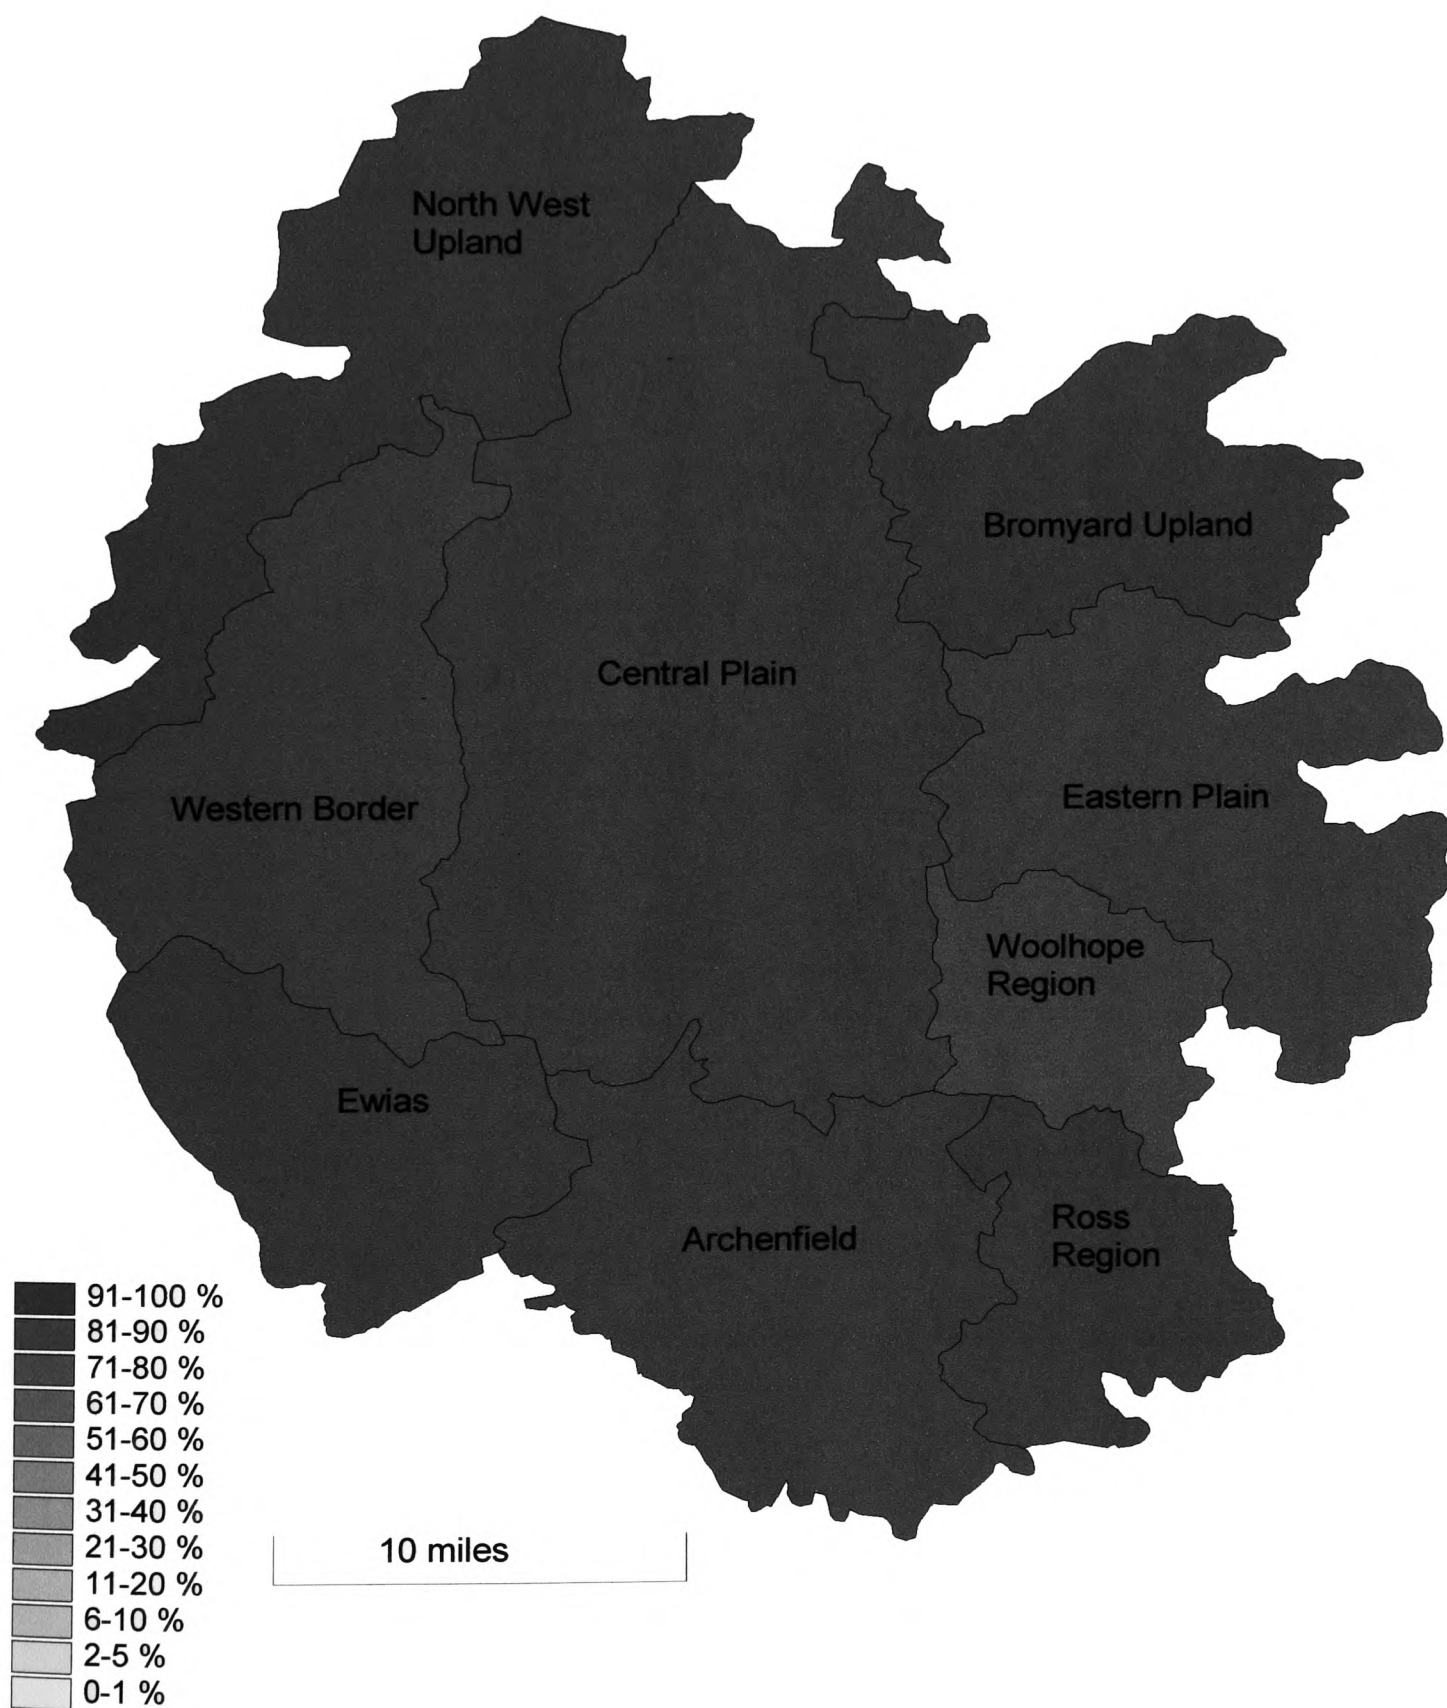 North West
Upland
Bromyard Upland
Central Plain
Western Border
Eastern Plain
Woolhope
Region
Ewias
Archenfield
Ross
Region
91-100 %
81-90 %
71-80 %
61-70 %
51-60 %
41-50 %
31-40 %
21-30 %
11-20 %
6-10 %
2-5 %
0-1 %
10 miles